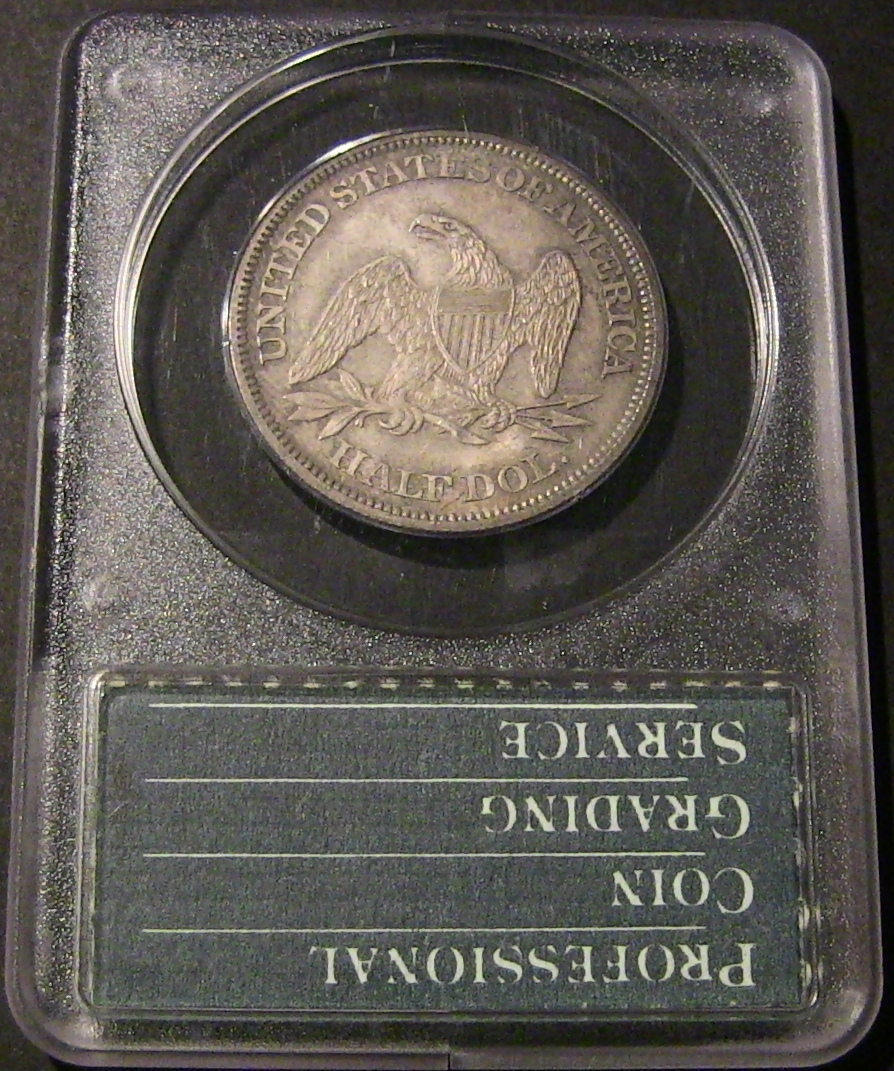 UNITED STATES OF AMERICA
HALF DOL.
PROFESSIONAL
COIN
GRADING
SERVICE